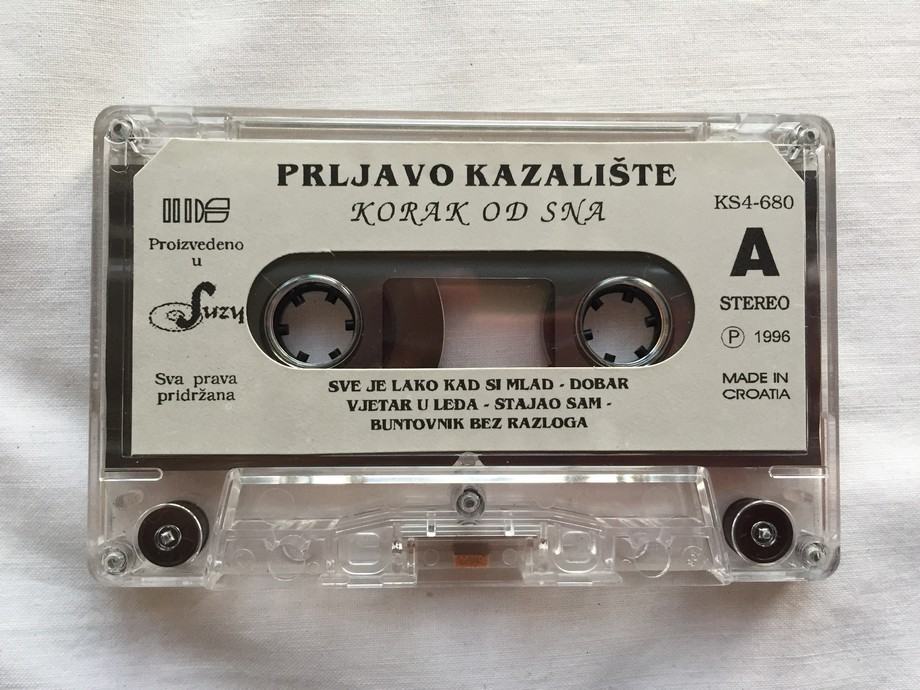 PRLJAVO KAZALIŠTE
KORAK OD SNA
Proizvedeno
u
Suzy
Sva prava
pridržana
KS4-680
A
STEREO
Ⓟ 1996
MADE IN
CROATIA
SVE JE LAKO KAD SI MLAD - DOBAR
VJETAR U LEĐA - STAJAO SAM -
BUNTOVNIK BEZ RAZLOGA